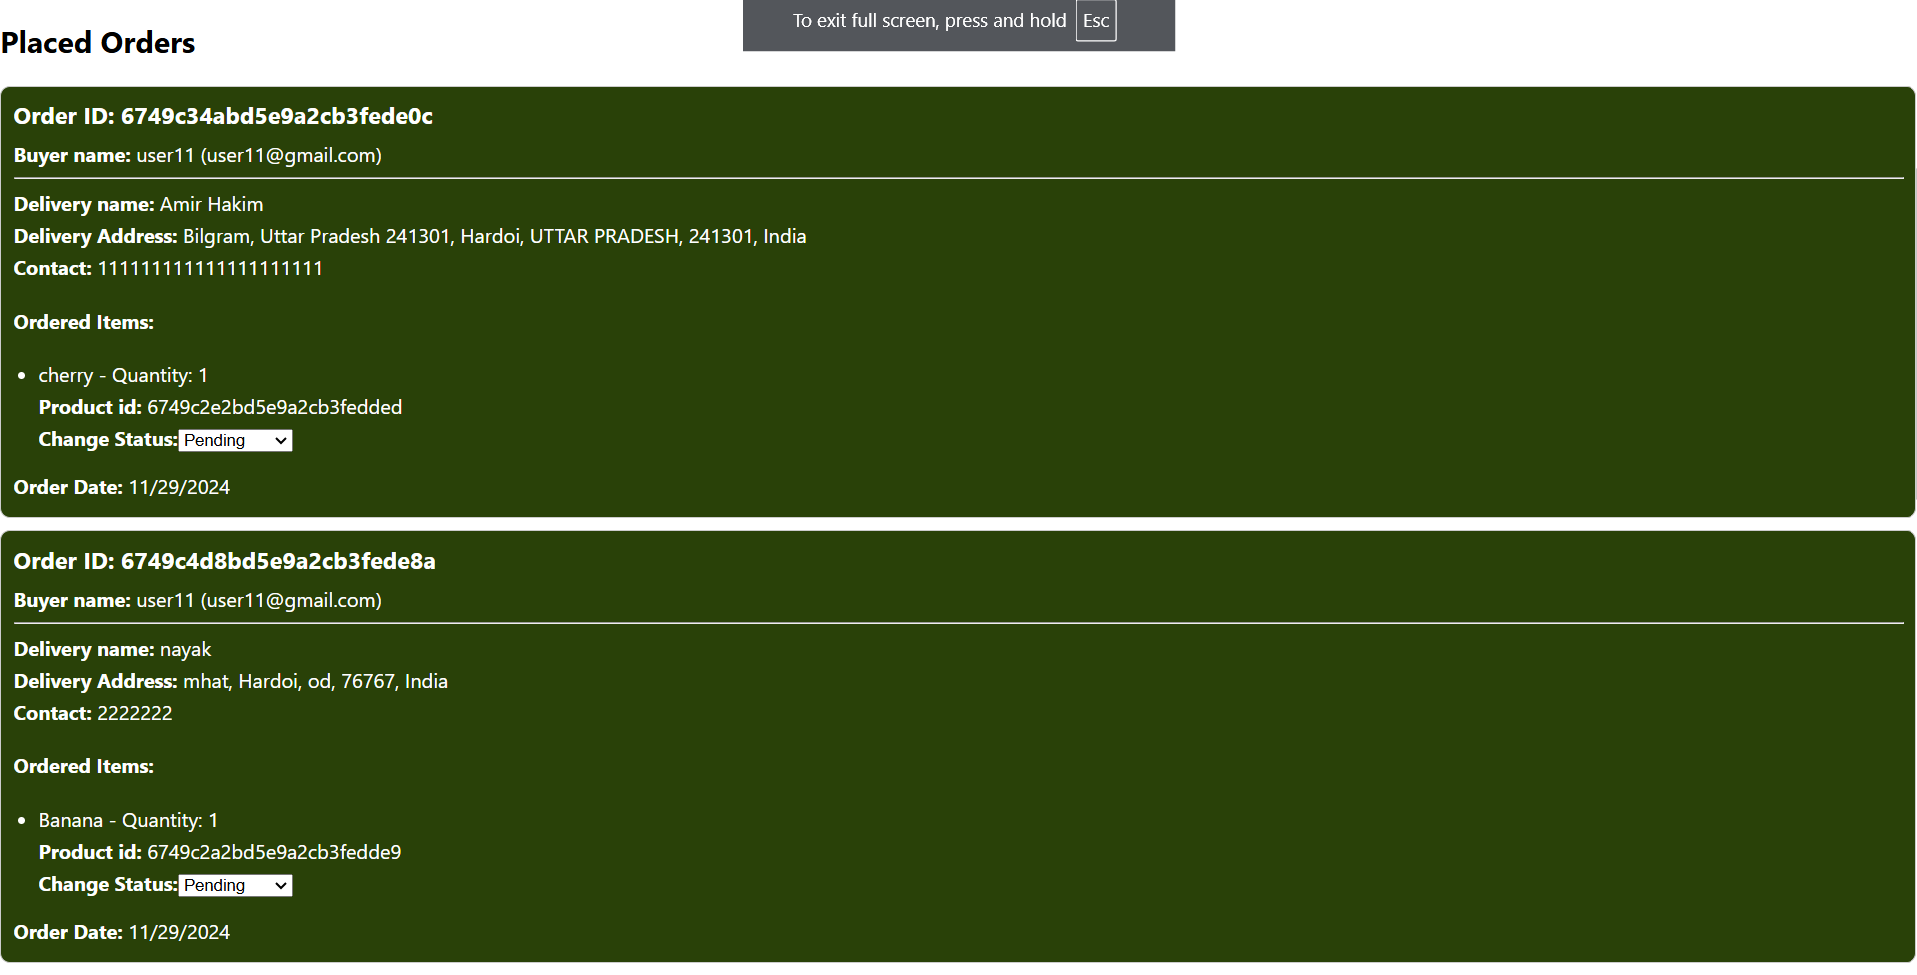 To exit full screen, press and hold Esc
Placed Orders
Order ID: 6749c34abd5e9a2cb3fede0c
Buyer name: user11 (user11@gmail.com)
Delivery name: Amir Hakim
Delivery Address: Bilgram, Uttar Pradesh 241301, Hardoi, UTTAR PRADESH, 241301, India
Contact: 111111111111111111111
Ordered Items:
• cherry - Quantity: 1
Product id: 6749c2e2bd5e9a2cb3fedded
Change Status: Pending
Order Date: 11/29/2024
Order ID: 6749c4d8bd5e9a2cb3fede8a
Buyer name: user11 (user11@gmail.com)
Delivery name: nayak
Delivery Address: mhat, Hardoi, od, 76767, India
Contact: 2222222
Ordered Items:
• Banana - Quantity: 1
Product id: 6749c2a2bd5e9a2cb3fedde9
Change Status: Pending
Order Date: 11/29/2024